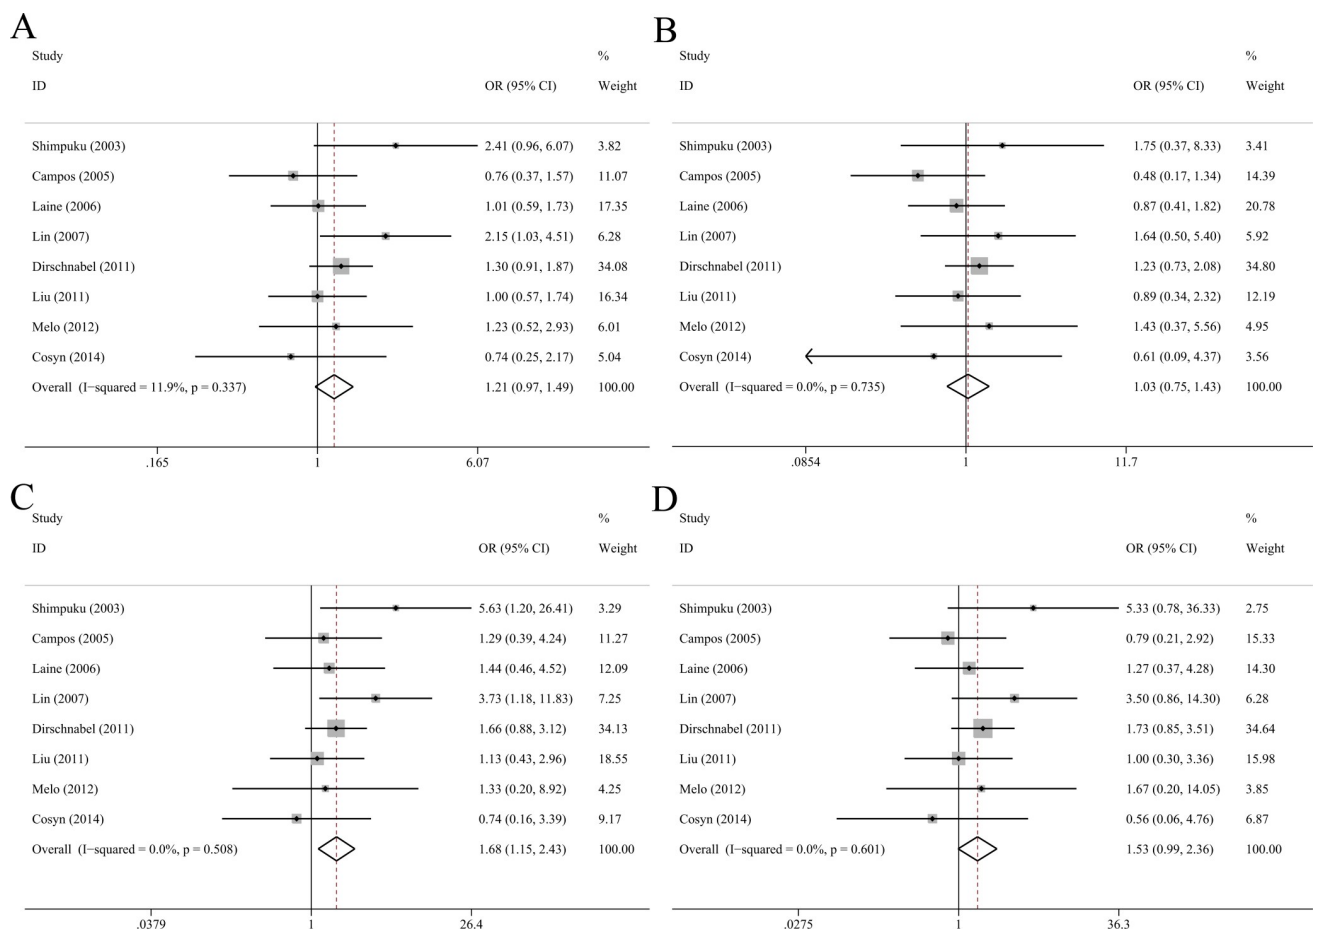 A
Study %
ID OR (95% CI) Weight
Shimpuku (2003) 2.41 (0.96, 6.07) 3.82
Campos (2005) 0.76 (0.37, 1.57) 11.07
Laine (2006) 1.01 (0.59, 1.73) 17.35
Lin (2007) 2.15 (1.03, 4.51) 6.28
Dirschnabel (2011) 1.30 (0.91, 1.87) 34.08
Liu (2011) 1.00 (0.57, 1.74) 16.34
Melo (2012) 1.23 (0.52, 2.93) 6.01
Cosyn (2014) 0.74 (0.25, 2.17) 5.04
Overall (I−squared = 11.9%, p = 0.337) 1.21 (0.97, 1.49) 100.00
.165 1 6.07
B
Study %
ID OR (95% CI) Weight
Shimpuku (2003) 1.75 (0.37, 8.33) 3.41
Campos (2005) 0.48 (0.17, 1.34) 14.39
Laine (2006) 0.87 (0.41, 1.82) 20.78
Lin (2007) 1.64 (0.50, 5.40) 5.92
Dirschnabel (2011) 1.23 (0.73, 2.08) 34.80
Liu (2011) 0.89 (0.34, 2.32) 12.19
Melo (2012) 1.43 (0.37, 5.56) 4.95
Cosyn (2014) 0.61 (0.09, 4.37) 3.56
Overall (I−squared = 0.0%, p = 0.735) 1.03 (0.75, 1.43) 100.00
.0854 1 11.7
C
Study %
ID OR (95% CI) Weight
Shimpuku (2003) 5.63 (1.20, 26.41) 3.29
Campos (2005) 1.29 (0.39, 4.24) 11.27
Laine (2006) 1.44 (0.46, 4.52) 12.09
Lin (2007) 3.73 (1.18, 11.83) 7.25
Dirschnabel (2011) 1.66 (0.88, 3.12) 34.13
Liu (2011) 1.13 (0.43, 2.96) 18.55
Melo (2012) 1.33 (0.20, 8.92) 4.25
Cosyn (2014) 0.74 (0.16, 3.39) 9.17
Overall (I−squared = 0.0%, p = 0.508) 1.68 (1.15, 2.43) 100.00
.0379 1 26.4
D
Study %
ID OR (95% CI) Weight
Shimpuku (2003) 5.33 (0.78, 36.33) 2.75
Campos (2005) 0.79 (0.21, 2.92) 15.33
Laine (2006) 1.27 (0.37, 4.28) 14.30
Lin (2007) 3.50 (0.86, 14.30) 6.28
Dirschnabel (2011) 1.73 (0.85, 3.51) 34.64
Liu (2011) 1.00 (0.30, 3.36) 15.98
Melo (2012) 1.67 (0.20, 14.05) 3.85
Cosyn (2014) 0.56 (0.06, 4.76) 6.87
Overall (I−squared = 0.0%, p = 0.601) 1.53 (0.99, 2.36) 100.00
.0275 1 36.3